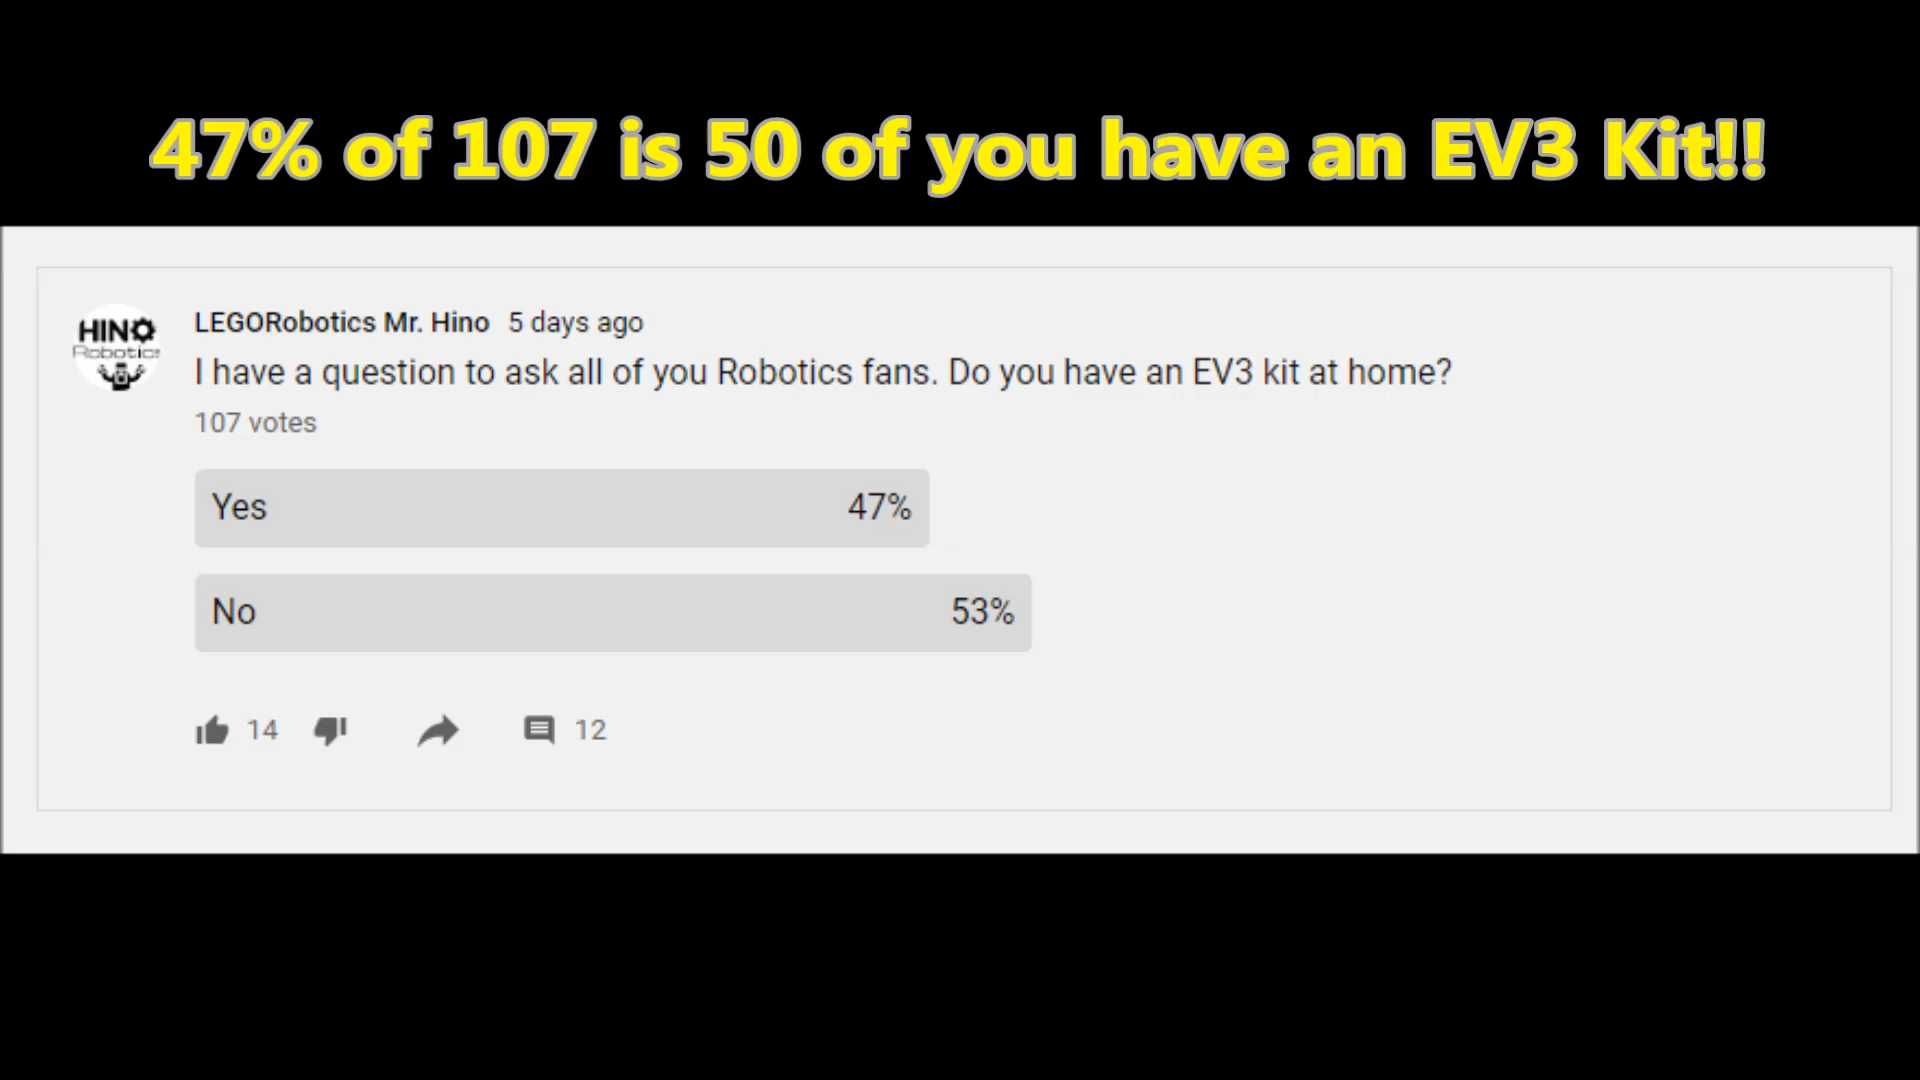 47% of 107 is 50 of you have an EV3 Kit!!
HINO
Robotics
LEGORobotics Mr. Hino 5 days ago
I have a question to ask all of you Robotics fans. Do you have an EV3 kit at home?
107 votes
Yes 47%
No 53%
14 12